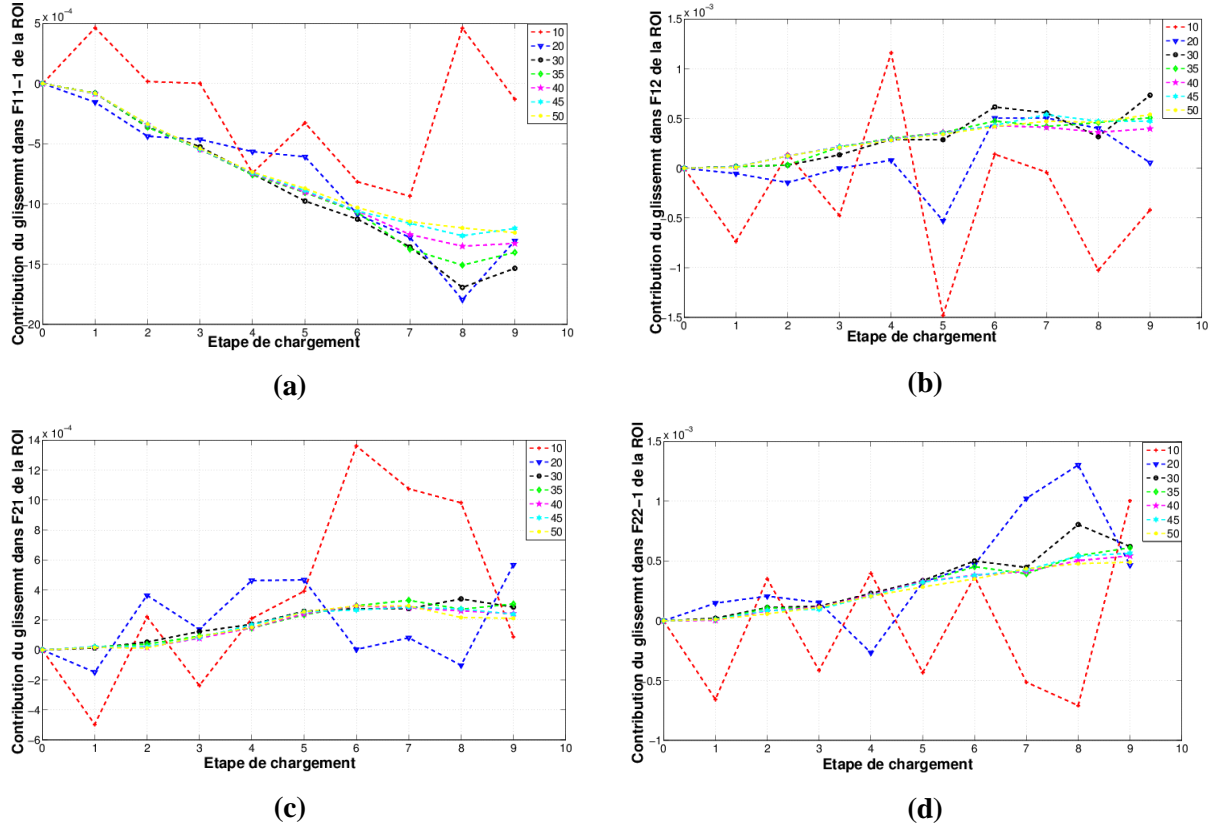 x 10⁻⁴
Contribution du glissemnt dans F11-1 de la ROI
5
0
-5
-10
-15
-20
0 1 2 3 4 5 6 7 8 9 10
Etape de chargement
10
20
30
35
40
45
50
(a)
x 10⁻³
Contribution du glissemnt dans F12 de la ROI
1.5
1
0.5
0
-0.5
-1
-1.5
0 1 2 3 4 5 6 7 8 9 10
Etape de chargement
10
20
30
35
40
45
50
(b)
x 10⁻⁴
Contribution du glissemnt dans F21 de la ROI
14
12
10
8
6
4
2
0
-2
-4
-6
0 1 2 3 4 5 6 7 8 9 10
Etape de chargement
10
20
30
35
40
45
50
(c)
x 10⁻³
Contribution du glissemnt dans F22-1 de la ROI
1.5
1
0.5
0
-0.5
-1
0 1 2 3 4 5 6 7 8 9 10
Etape de chargement
10
20
30
35
40
45
50
(d)